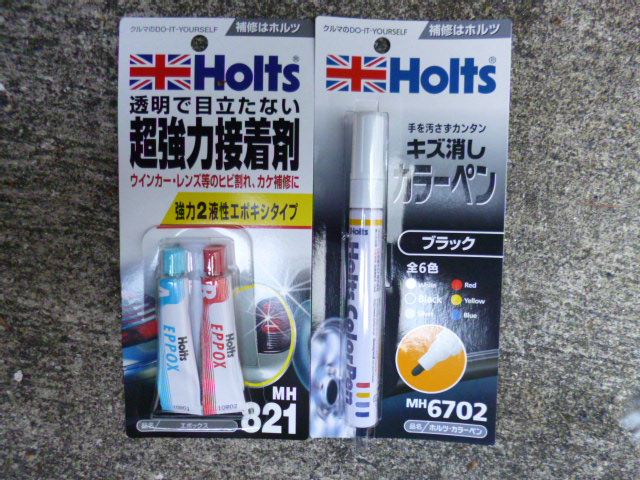 クルマのDO-IT-YOURSELF
補修はホルツ
Holts®
透明で目立たない
超強力接着剤
ウインカー・レンズ等のヒビ割れ、カケ補修に
強力2液性エポキシタイプ
A
EPPOX
Holts
10901
B
EPPOX
Holts
10902
MH
821
品名
エポックス
クルマのDO-IT-YOURSELF
補修はホルツ
Holts®
手を汚さずカンタン
キズ消し
カラーペン
ブラック
全6色
White
Red
Black
Yellow
Silver
Blue
Holts
Holts Color Pen
MH6702
品名
ホルツ・カラーペン